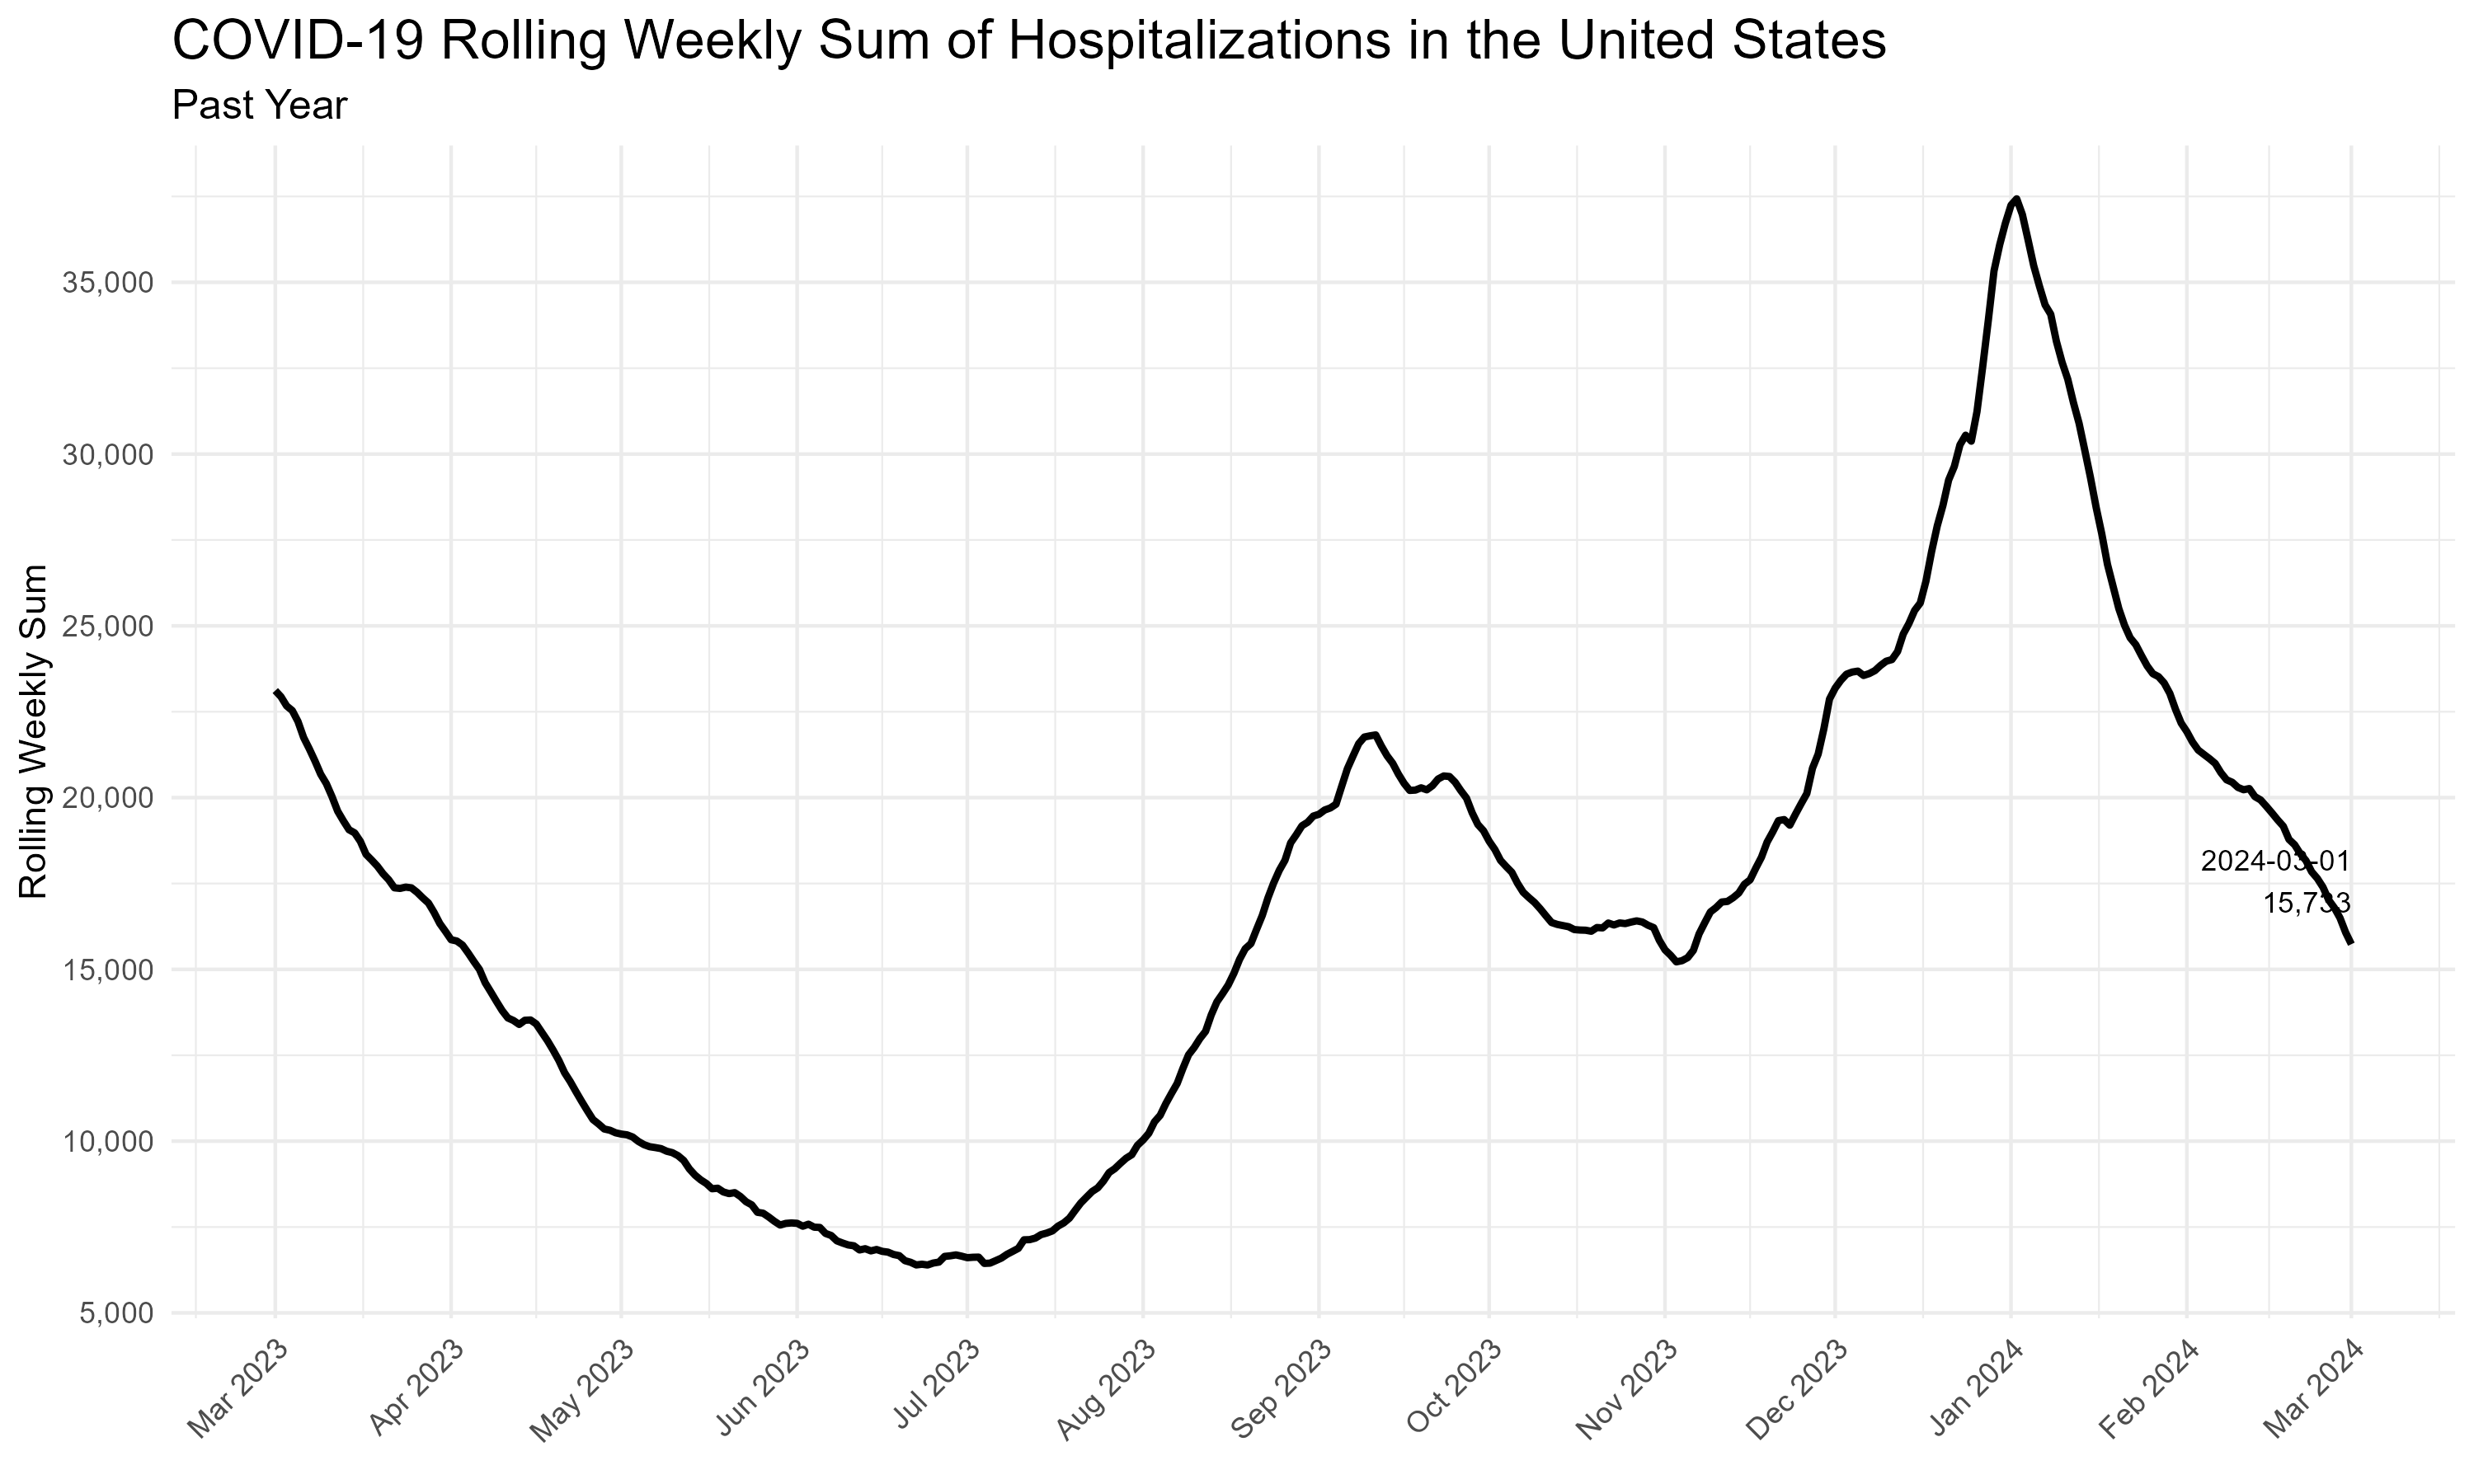 COVID-19 Rolling Weekly Sum of Hospitalizations in the United States
Past Year
Rolling Weekly Sum
35,000
30,000
25,000
20,000
15,000
10,000
5,000
2024-03-01
15,733
Mar 2023
Apr 2023
May 2023
Jun 2023
Jul 2023
Aug 2023
Sep 2023
Oct 2023
Nov 2023
Dec 2023
Jan 2024
Feb 2024
Mar 2024